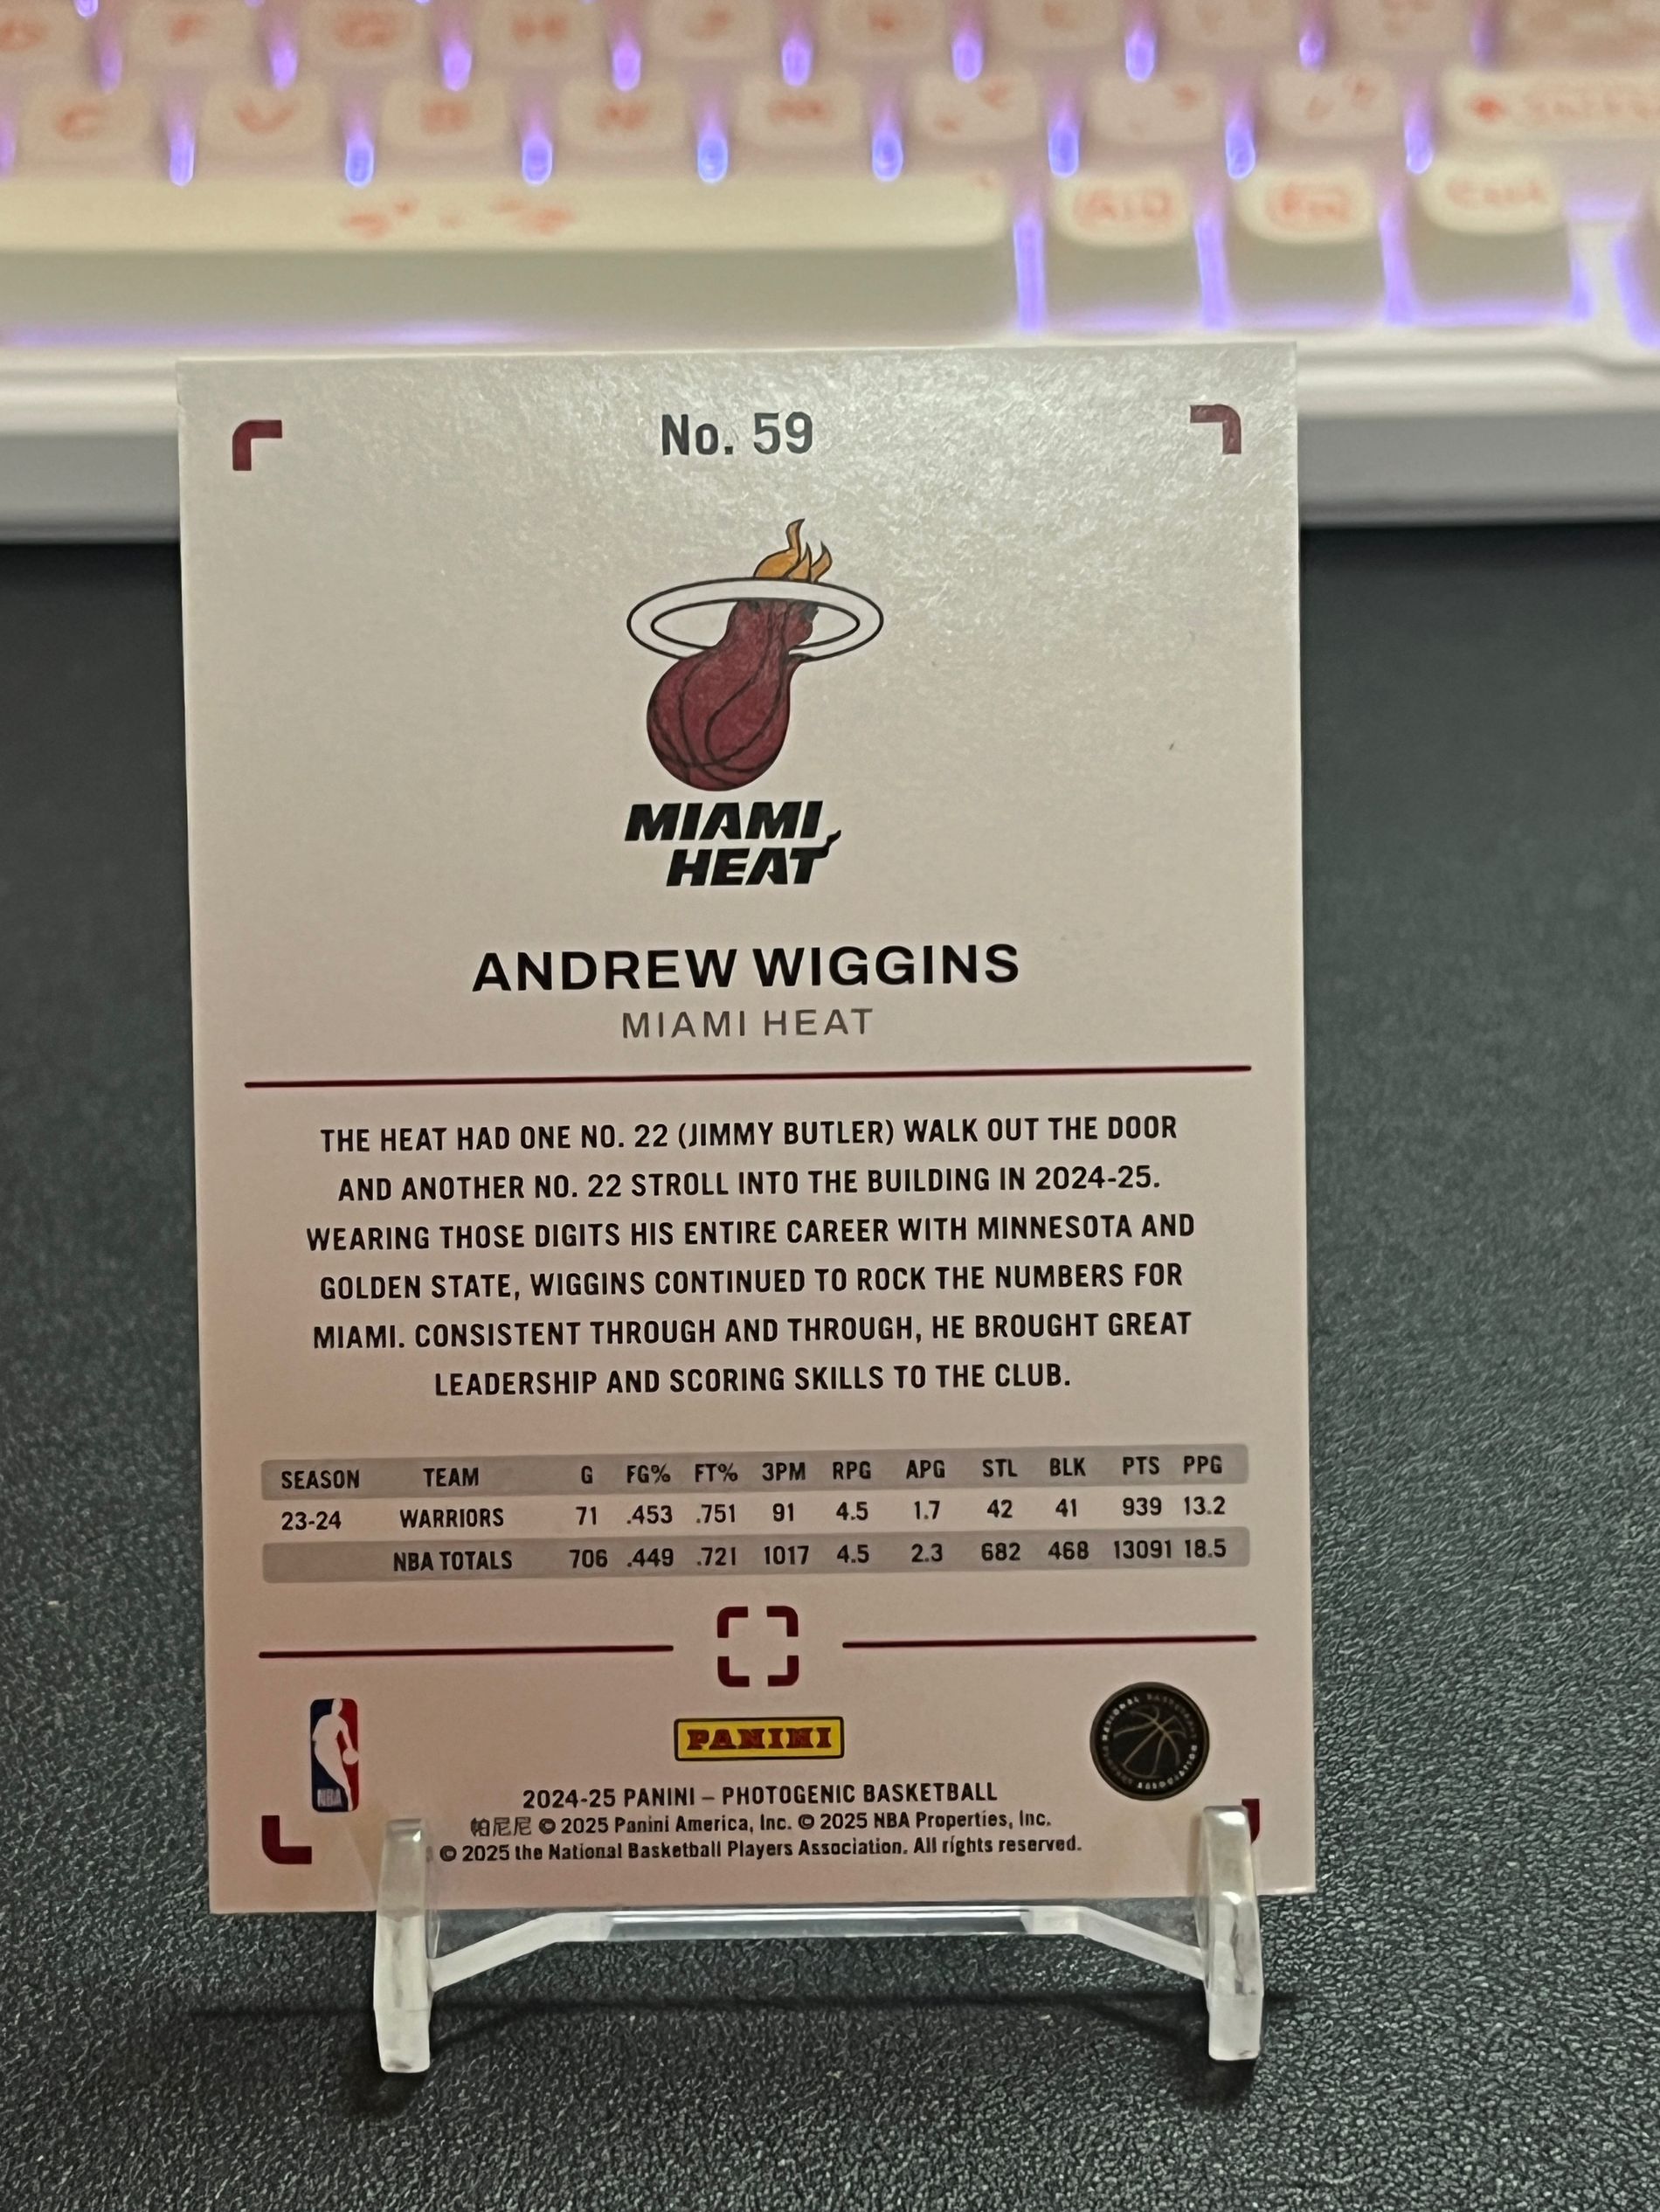 No. 59
MIAMI
HEAT
ANDREW WIGGINS
MIAMI HEAT
THE HEAT HAD ONE NO. 22 (JIMMY BUTLER) WALK OUT THE DOOR
AND ANOTHER NO. 22 STROLL INTO THE BUILDING IN 2024-25.
WEARING THOSE DIGITS HIS ENTIRE CAREER WITH MINNESOTA AND
GOLDEN STATE, WIGGINS CONTINUED TO ROCK THE NUMBERS FOR
MIAMI. CONSISTENT THROUGH AND THROUGH, HE BROUGHT GREAT
LEADERSHIP AND SCORING SKILLS TO THE CLUB.
SEASON TEAM G FG% FT% 3PM RPG APG STL BLK PTS PPG
23-24 WARRIORS 71 .453 .751 91 4.5 1.7 42 41 939 13.2
NBA TOTALS 706 .449 .721 1017 4.5 2.3 682 468 13091 18.5
NBA
PANINI
NATIONAL BASKETBALL
ASSOCIATION
2024-25 PANINI – PHOTOGENIC BASKETBALL
帕尼尼 © 2025 Panini America, Inc. © 2025 NBA Properties, Inc.
© 2025 the National Basketball Players Association. All rights reserved.